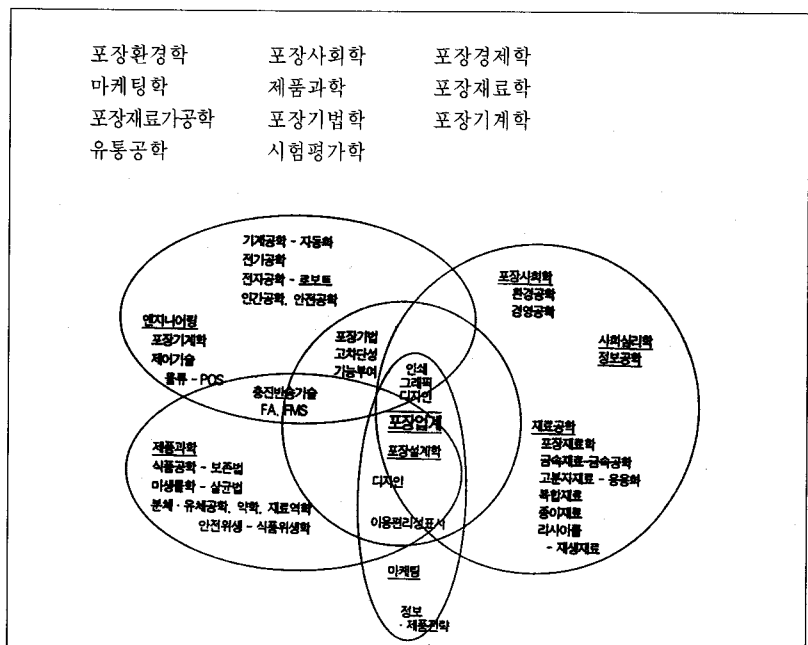 포장환경학 포장사회학 포장경제학
마케팅학 제품과학 포장재료학
포장재료가공학 포장기법학 포장기계학
유통공학 시험평가학
기계공학 - 자동화
전기공학
전자공학 - 로보트
인간공학, 안전공학
엔지니어링
포장기계학
제어기술
물류 - POS
포장기법
고차단성
기능부여
충진반송기술
FA, FMS
인쇄
그래픽
디자인
포장업계
포장설계학
디자인
이용편리성표시
마케팅
정보
· 제품전략
포장사회학
환경공학
경영공학
사회심리학
정보공학
제품과학
식품공학 - 보존법
미생물학 - 살균법
분체 · 유체공학, 약학, 재료역학
안전위생 - 식품위생학
재료공학
포장재료학
금속재료-금속공학
고분자재료 - 응용화
복합재료
종이재료
리사이클
- 재생재료